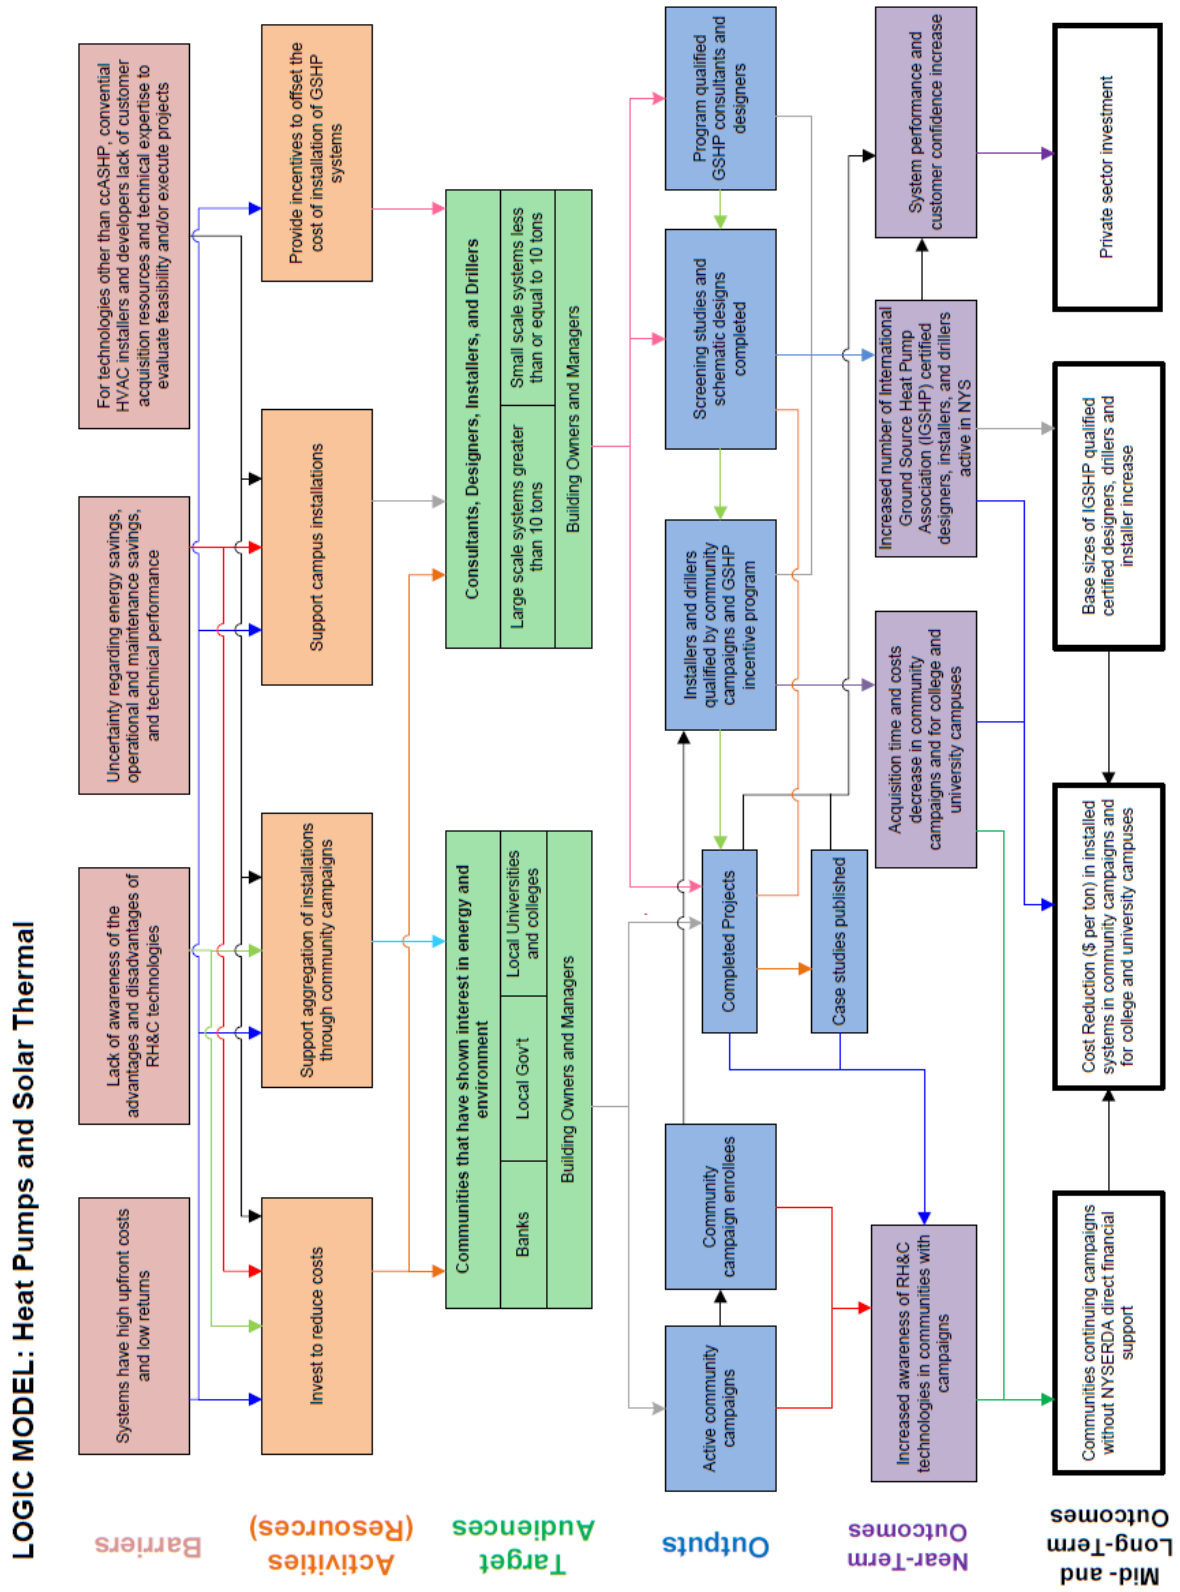 LOGIC MODEL: Heat Pumps and Solar Thermal
Barriers
Systems have high upfront costs
and low returns
Lack of awareness of the
advantages and disadvantages of
RH&C technologies
Uncertainty regarding energy savings,
operational and maintenance savings,
and technical performance
For technologies other than ccASHP, convential
HVAC installers and developers lack of customer
acquisition resources and technical expertise to
evaluate feasibility and/or execute projects
Activities
(Resources)
Invest to reduce costs
Support aggregation of installations
through community campaigns
Support campus installations
Provide incentives to offset the
cost of installation of GSHP
systems
Target
Audiences
Communities that have shown interest in energy and
environment
Banks
Local Gov't
Local Universities
and colleges
Building Owners and Managers
Consultants, Designers, Installers, and Drillers
Large scale systems greater
than 10 tons
Small scale systems less
than or equal to 10 tons
Building Owners and Managers
Outputs
Active community
campaigns
Community
campaign enrollees
Completed Projects
Case studies published
Installers and drillers
qualified by community
campaigns and GSHP
incentive program
Screening studies and
schematic designs
completed
Program qualified
GSHP consultants and
designers
Near-Term
Outcomes
Increased awareness of RH&C
technologies in communities with
campaigns
Acquisition time and costs
decrease in community
campaigns and for college and
university campuses
Increased number of International
Ground Source Heat Pump
Association (IGSHP) certified
designers, installers, and drillers
active in NYS
System performance and
customer confidence increase
Mid- and
Long-Term
Outcomes
Communities continuing campaigns
without NYSERDA direct financial
support
Cost Reduction ($ per ton) in installed
systems in community campaigns and
for college and university campuses
Base sizes of IGSHP qualified
certified designers, drillers and
installer increase
Private sector investment